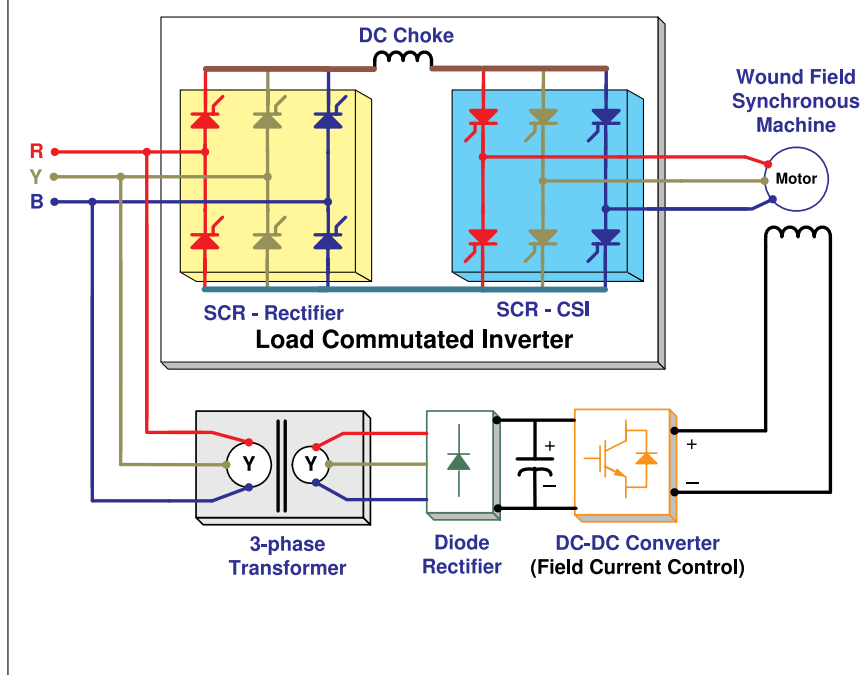 DC Choke
Wound Field
Synchronous
Machine
R
Y
B
Motor
SCR - Rectifier
SCR - CSI
Load Commutated Inverter
Y
Y
+
−
+
−
3-phase
Transformer
Diode
Rectifier
DC-DC Converter
(Field Current Control)